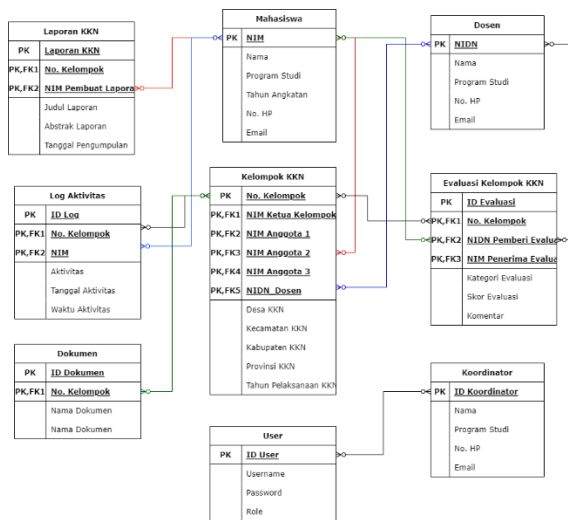 Laporan KKN
PK Laporan KKN
PK,FK1 No. Kelompok
PK,FK2 NIM Pembuat Lapora
Judul Laporan
Abstrak Laporan
Tanggal Pengumpulan
Mahasiswa
PK NIM
Nama
Program Studi
Tahun Angkatan
No. HP
Email
Dosen
PK NIDN
Nama
Program Studi
No. HP
Email
Log Aktivitas
PK ID Log
PK,FK1 No. Kelompok
PK,FK2 NIM
Aktivitas
Tanggal Aktivitas
Waktu Aktivitas
Kelompok KKN
PK No. Kelompok
PK,FK1 NIM Ketua Kelompok
PK,FK2 NIM Anggota 1
PK,FK3 NIM Anggota 2
PK,FK4 NIM Anggota 3
PK,FK5 NIDN_Dosen
Desa KKN
Kecamatan KKN
Kabupaten KKN
Provinsi KKN
Tahun Pelaksanaan KKN
Evaluasi Kelompok KKN
PK ID Evaluasi
PK,FK1 No. Kelompok
PK,FK2 NIDN Pemberi Evalua
PK,FK3 NIM Penerima Evalua
Kategori Evaluasi
Skor Evaluasi
Komentar
Dokumen
PK ID Dokumen
PK,FK1 No. Kelompok
Nama Dokumen
Nama Dokumen
User
PK ID User
Username
Password
Role
Koordinator
PK ID Koordinator
Nama
Program Studi
No. HP
Email